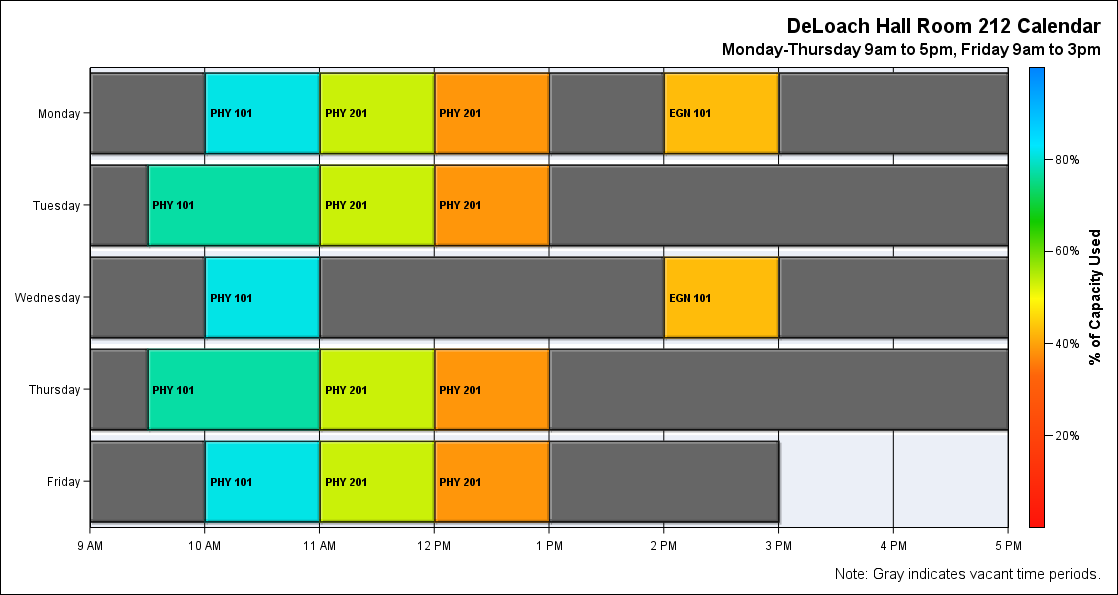 DeLoach Hall Room 212 Calendar
Monday-Thursday 9am to 5pm, Friday 9am to 3pm
Monday PHY 101 PHY 201 PHY 201 EGN 101
80%
Tuesday PHY 101 PHY 201 PHY 201
60%
Wednesday PHY 101 EGN 101
% of Capacity Used
40%
Thursday PHY 101 PHY 201 PHY 201
20%
Friday PHY 101 PHY 201 PHY 201
9 AM 10 AM 11 AM 12 PM 1 PM 2 PM 3 PM 4 PM 5 PM
Note: Gray indicates vacant time periods.